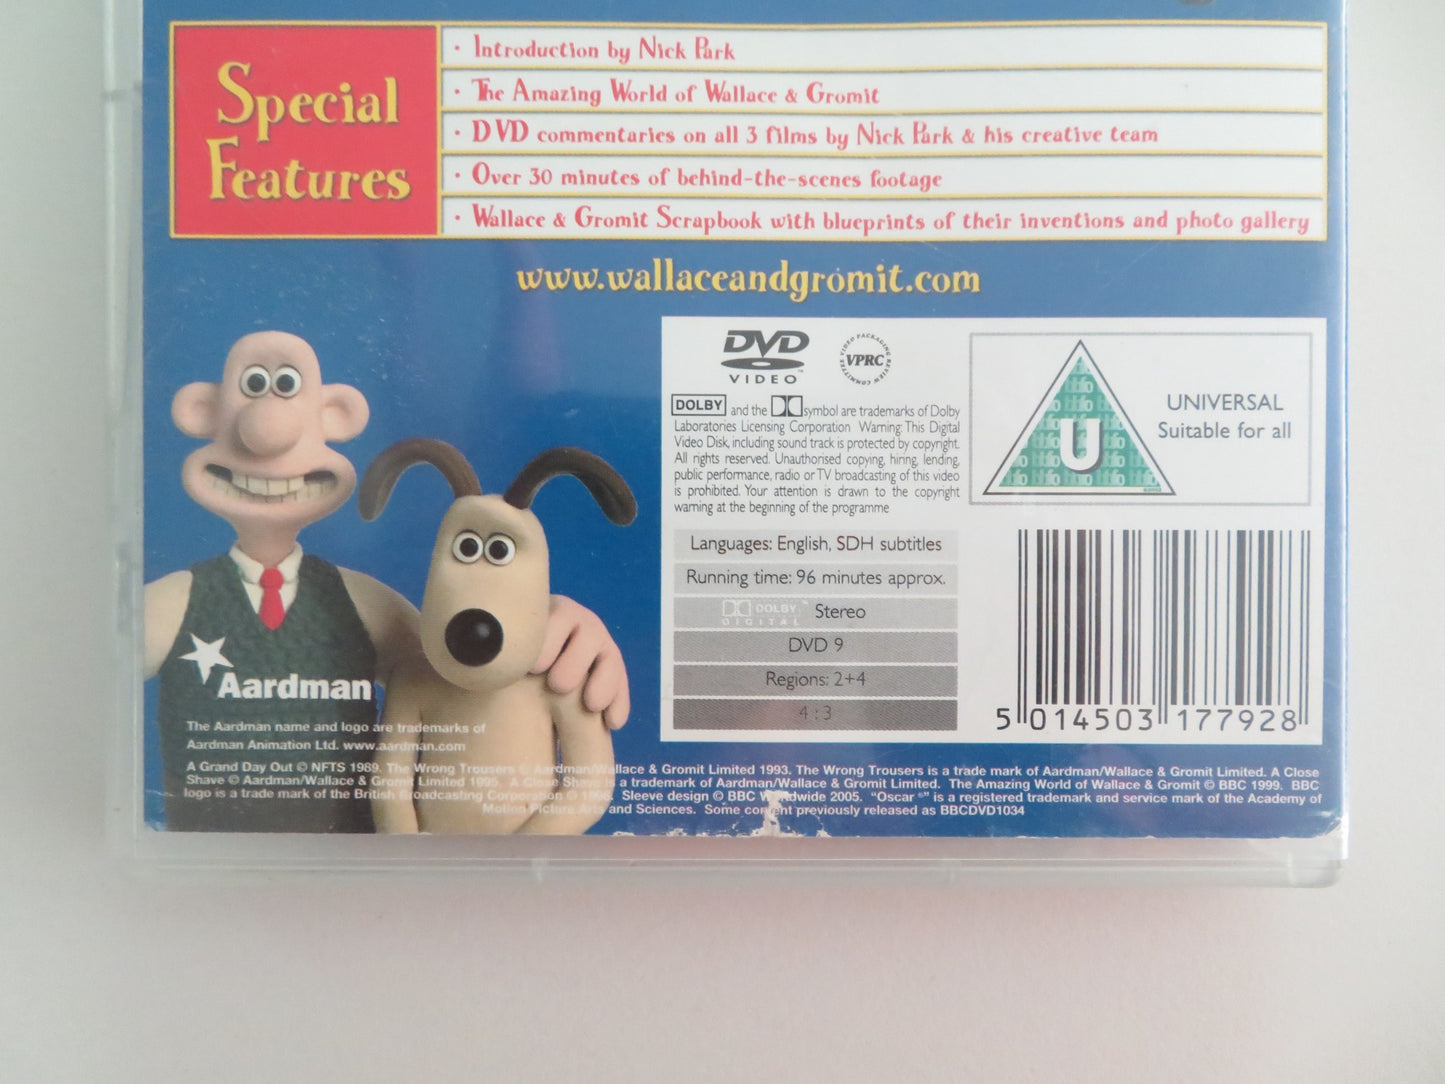 Special
Features
· Introduction by Nick Park
· The Amazing World of Wallace & Gromit
· DVD commentaries on all 3 films by Nick Park & his creative team
· Over 30 minutes of behind-the-scenes footage
· Wallace & Gromit Scrapbook with blueprints of their inventions and photo gallery
www.wallaceandgromit.com
DVD
VIDEO
VIDEO PACKAGING REVIEW COMMITTEE
VPRC
DOLBY and the symbol are trademarks of Dolby
Laboratories Licensing Corporation Warning: This Digital
Video Disk, including sound track is protected by copyright.
All rights reserved. Unauthorised copying, hiring, lending,
public performance, radio or TV broadcasting of this video
is prohibited. Your attention is drawn to the copyright
warning at the beginning of the programme
U
UNIVERSAL
Suitable for all
Languages: English, SDH subtitles
Running time: 96 minutes approx.
DOLBY DIGITAL Stereo
DVD 9
Regions: 2+4
4:3
5 014503 177928
Aardman
The Aardman name and logo are trademarks of
Aardman Animation Ltd. www.aardman.com
A Grand Day Out © NFTS 1989. The Wrong Trousers © Aardman/Wallace & Gromit Limited 1993. The Wrong Trousers is a trade mark of Aardman/Wallace & Gromit Limited. A Close
Shave © Aardman/Wallace & Gromit Limited 1995. A Close Shave is a trademark of Aardman/Wallace & Gromit Limited. The Amazing World of Wallace & Gromit © BBC 1999. BBC
logo is a trade mark of the British Broadcasting Corporation © 1996. Sleeve design © BBC Worldwide 2005. "Oscar ®" is a registered trademark and service mark of the Academy of
Motion Picture Arts and Sciences. Some content previously released as BBCDVD1034